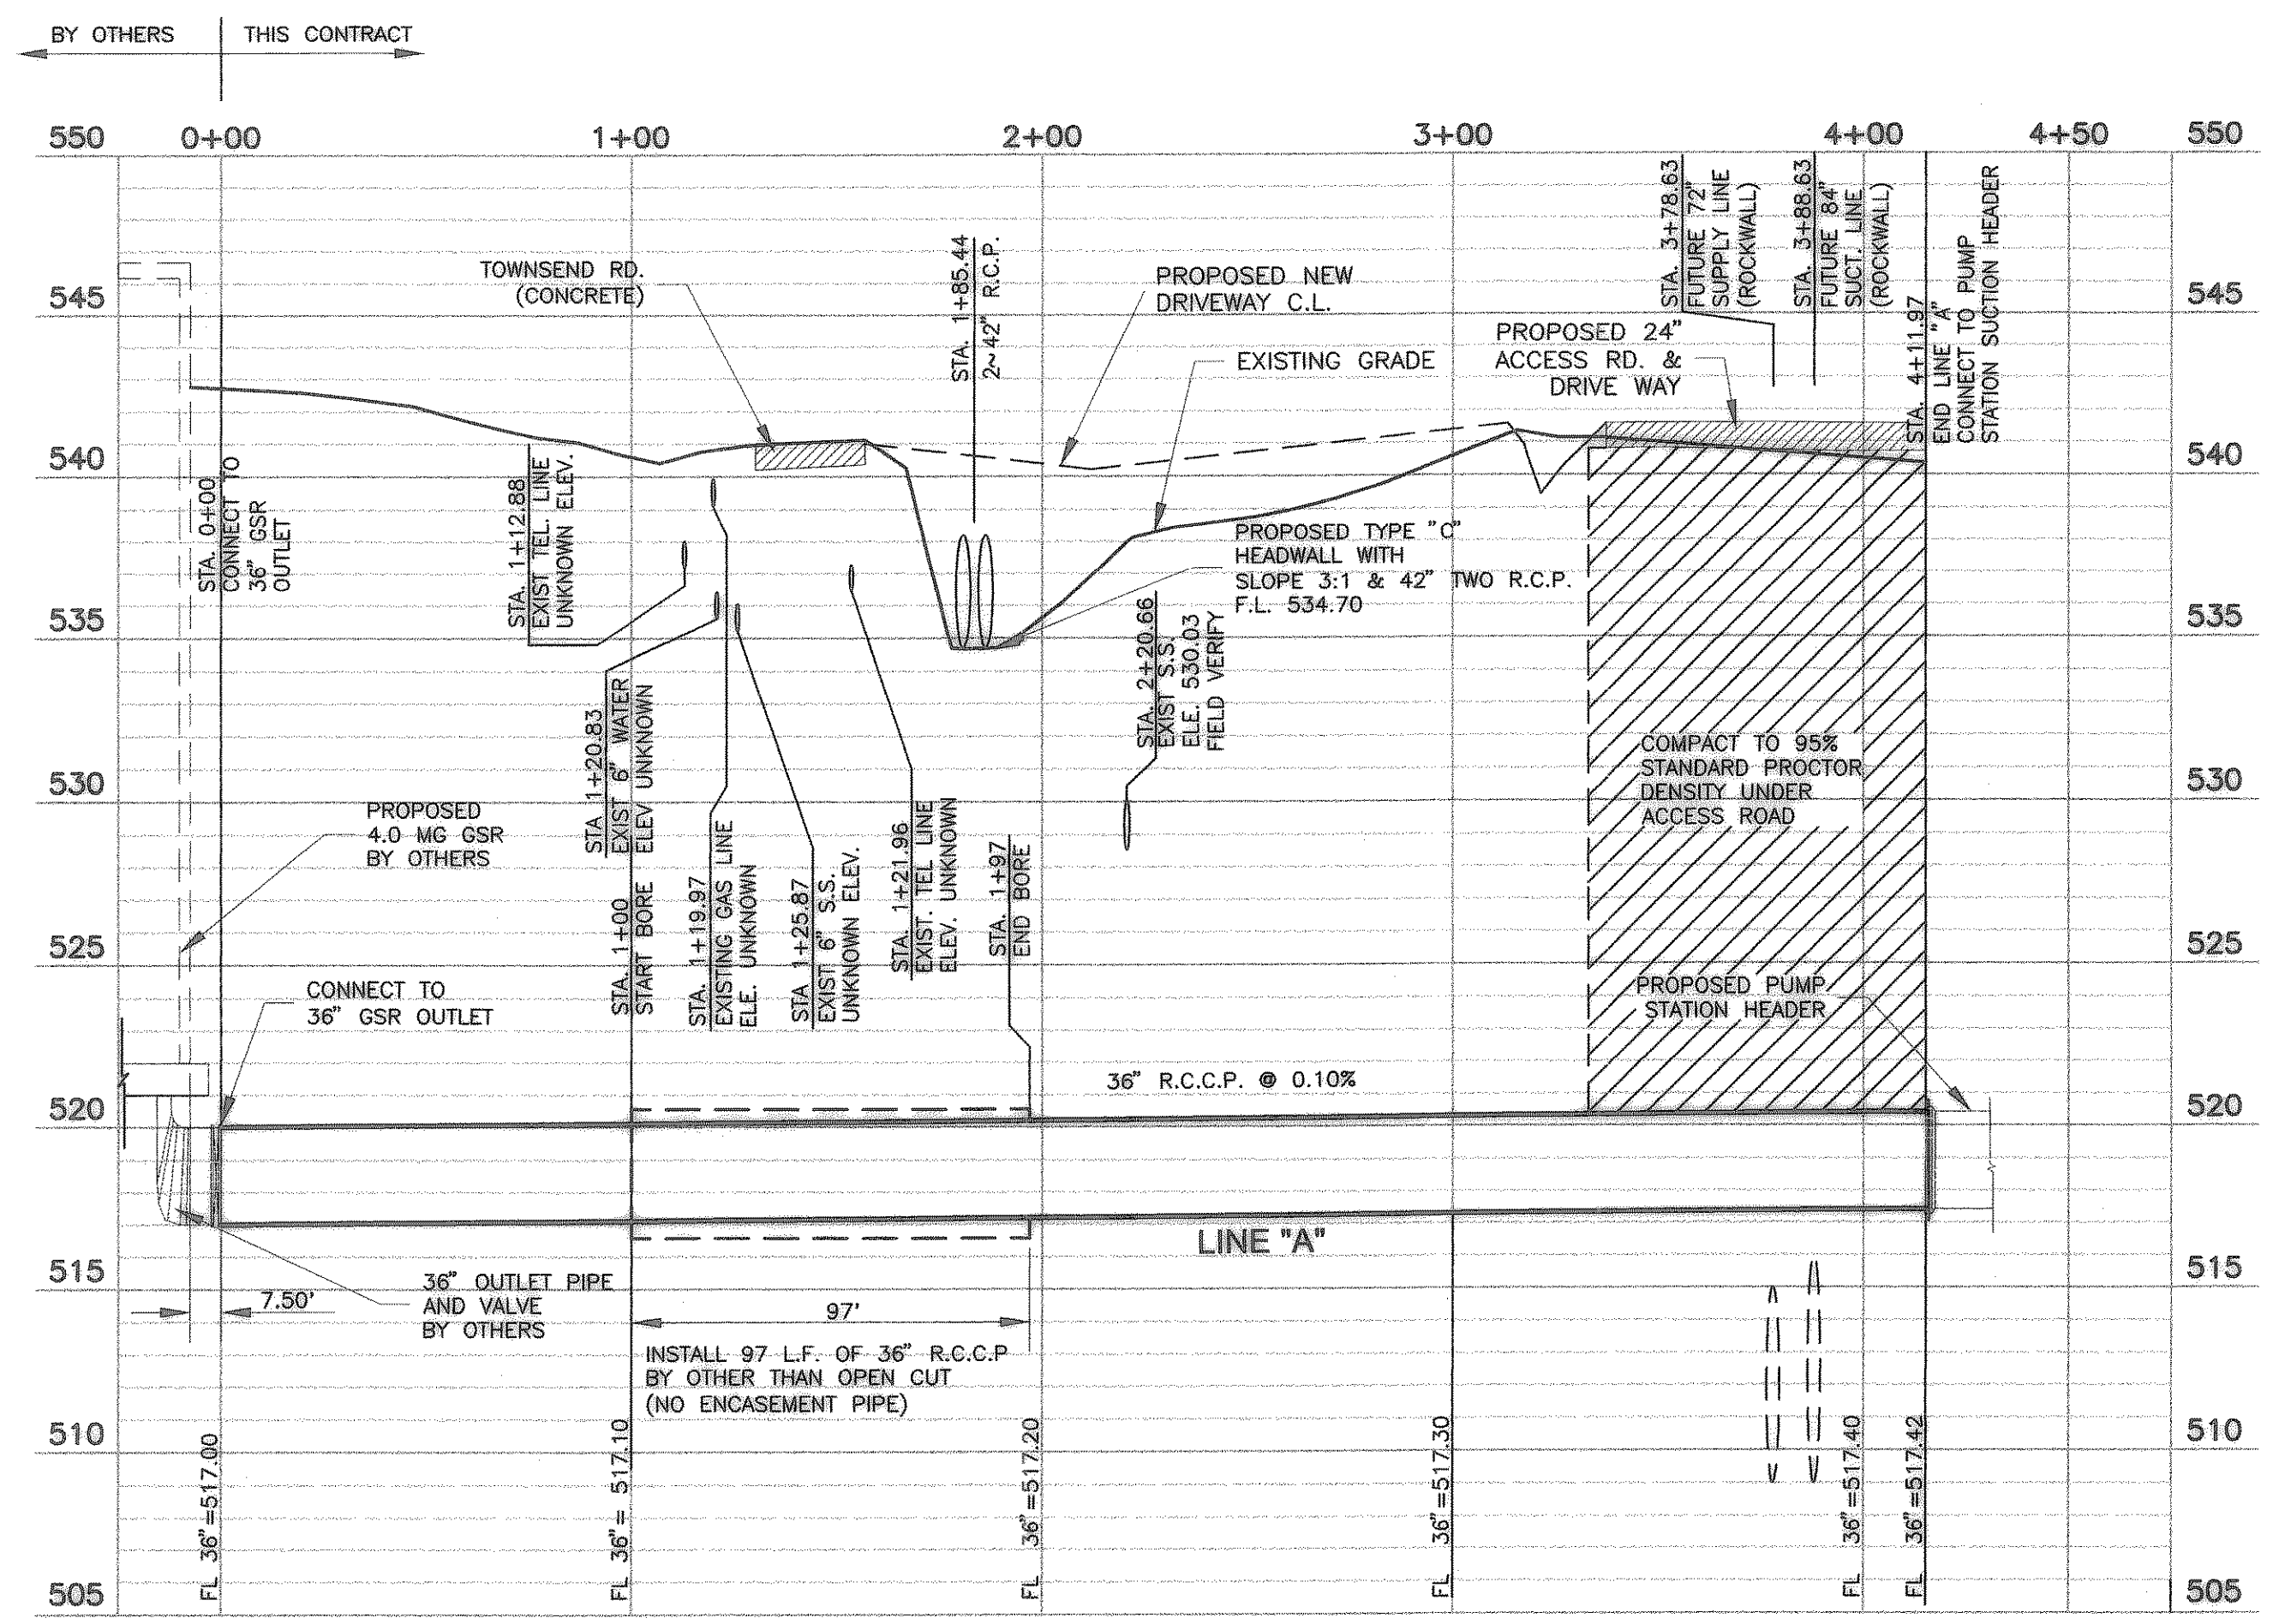 BY OTHERS THIS CONTRACT
550 0+00 1+00 2+00 3+00 4+00 4+50 550
STA. 3+78.63
FUTURE 72"
SUPPLY LINE
(ROCKWALL)
STA. 3+88.63
FUTURE 84"
SUCT. LINE
(ROCKWALL)
STA. 4+11.97
END LINE "A"
CONNECT TO PUMP
STATION SUCTION HEADER
TOWNSEND RD.
(CONCRETE)
STA. 1+85.44
2~42" R.C.P.
PROPOSED NEW
DRIVEWAY C.L.
545 545
EXISTING GRADE
PROPOSED 24"
ACCESS RD. &
DRIVE WAY
540 540
STA. 0+00
CONNECT TO
36" GSR
OUTLET
STA. 1+12.88
EXIST TEL. LINE
UNKNOWN ELEV.
PROPOSED TYPE "C"
HEADWALL WITH
SLOPE 3:1 & 42" TWO R.C.P.
F.L. 534.70
535 535
STA 1+20.83
EXIST 6" WATER
ELEV UNKNOWN
STA. 2+20.66
EXIST S.S.
ELE. 530.03
FIELD VERIFY
COMPACT TO 95%
STANDARD PROCTOR
DENSITY UNDER
ACCESS ROAD
530 530
PROPOSED
4.0 MG GSR
BY OTHERS
STA. 1+00
START BORE
STA. 1+19.97
EXISTING GAS LINE
ELE. UNKNOWN
STA 1+25.87
EXIST 6" S.S.
UNKNOWN ELEV.
STA. 1+21.96
EXIST. TEL LINE
ELEV. UNKNOWN
STA. 1+97
END BORE
525 525
CONNECT TO
36" GSR OUTLET
PROPOSED PUMP
STATION HEADER
36" R.C.C.P. @ 0.10%
520 520
LINE "A"
515 515
36" OUTLET PIPE
AND VALVE
BY OTHERS
7.50'
97'
INSTALL 97 L.F. OF 36" R.C.C.P
BY OTHER THAN OPEN CUT
(NO ENCASEMENT PIPE)
510 510
FL 36"=517.00
FL 36"= 517.10
FL 36"=517.20
FL 36"=517.30
FL 36"=517.40
FL 36"=517.42
505 505